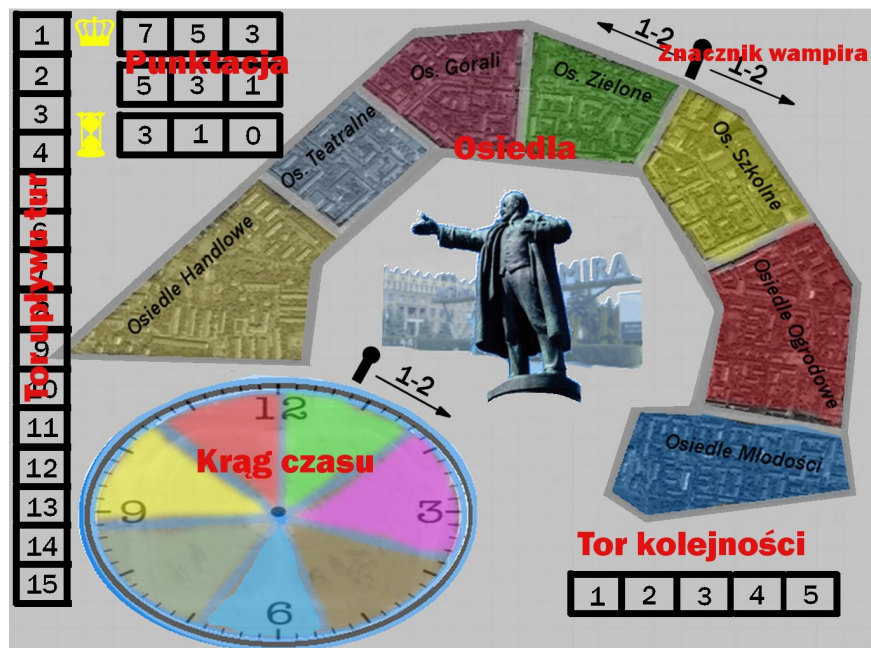 1
2
3
4
9
10
11
12
13
14
15
7 5 3
5 3 1
3 1 0
Punktacja
Tor upływu tur
1-2
1-2
Znacznik wampira
Os. Górali
Os. Zielone
Os. Teatralne
Os. Szkolne
Osiedla
Osiedle Handlowe
Osiedle Ogrodowe
Osiedle Młodości
MIRA
1-2
12
3
6
9
Krąg czasu
Tor kolejności
1 2 3 4 5